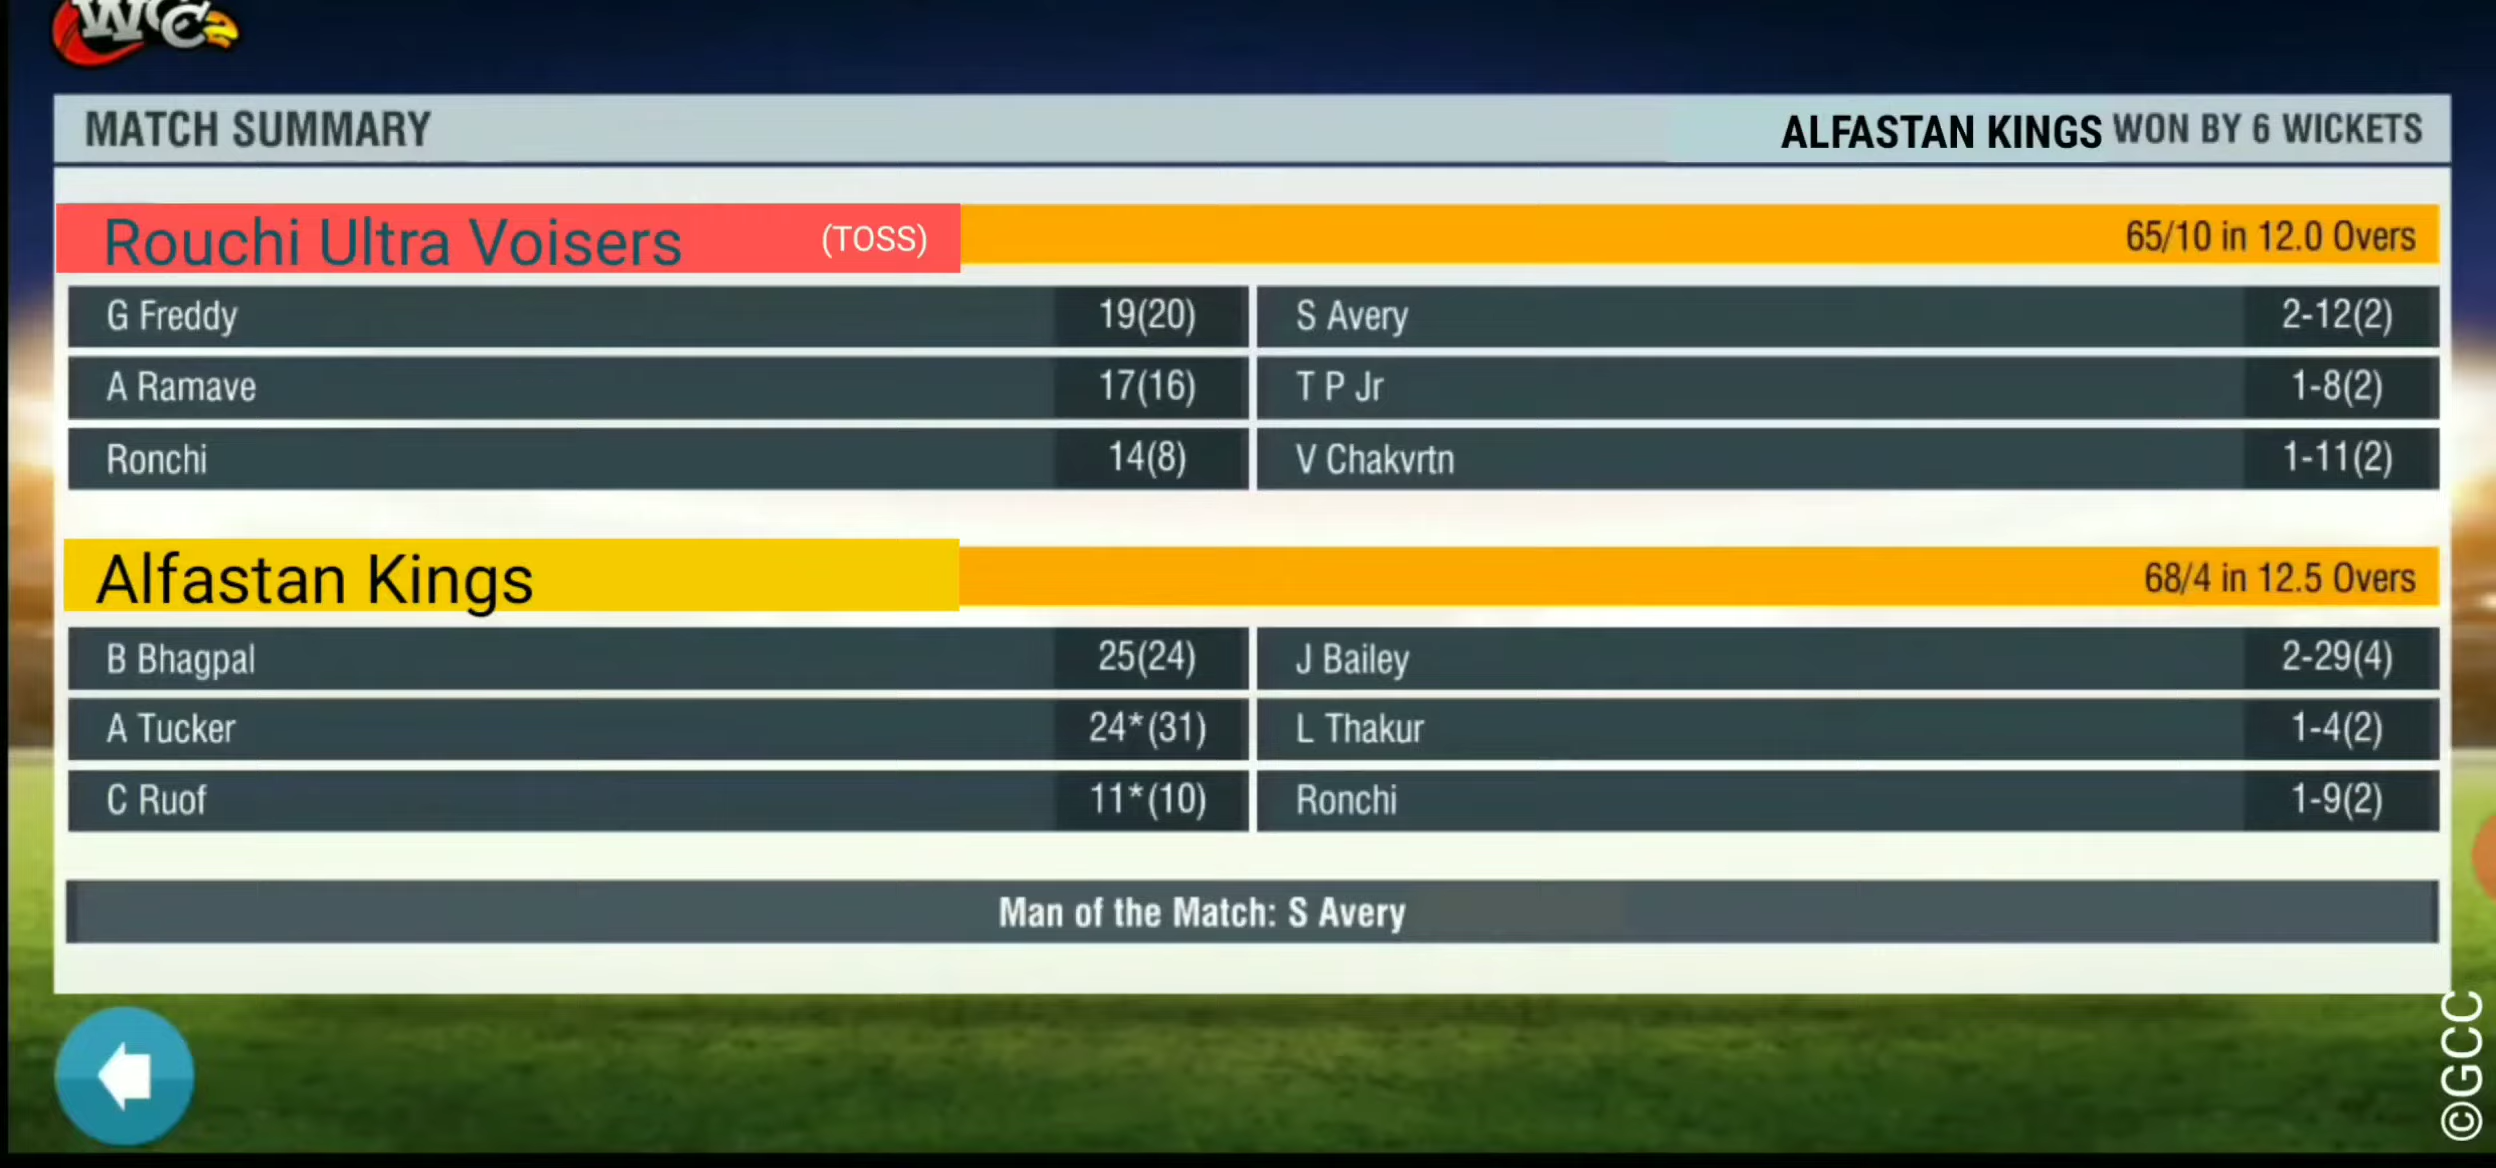 WCC
MATCH SUMMARY
ALFASTAN KINGS WON BY 6 WICKETS
Rouchi Ultra Voisers (TOSS) 65/10 in 12.0 Overs
G Freddy 19(20) S Avery 2-12(2)
A Ramave 17(16) T P Jr 1-8(2)
Ronchi 14(8) V Chakvrtn 1-11(2)
Alfastan Kings 68/4 in 12.5 Overs
B Bhagpal 25(24) J Bailey 2-29(4)
A Tucker 24*(31) L Thakur 1-4(2)
C Ruof 11*(10) Ronchi 1-9(2)
Man of the Match: S Avery
©GCC